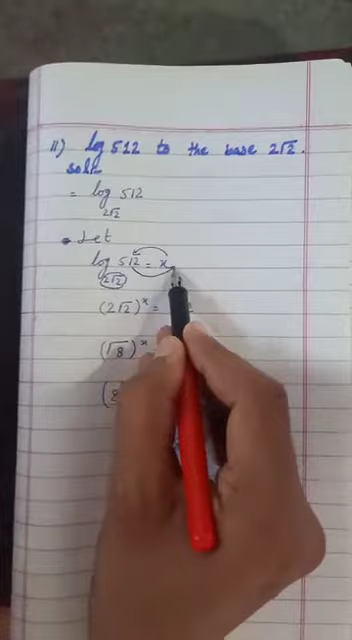 11) log 512 to the base 2√2.
Soln
= log 512
2√2
• Let
log 512 = x
2√2
(2√2)ˣ =
(√8)ˣ
(8